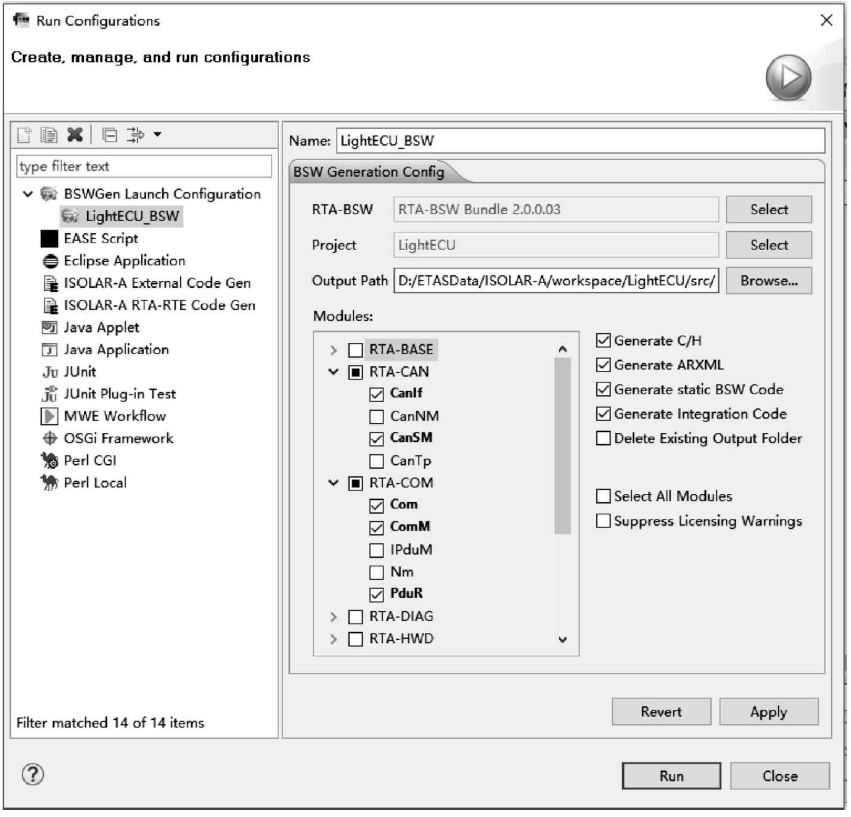 Run Configurations
Create, manage, and run configurations
type filter text
BSWGen Launch Configuration
LightECU_BSW
EASE Script
Eclipse Application
ISOLAR-A External Code Gen
ISOLAR-A RTA-RTE Code Gen
Java Applet
Java Application
JUnit
JUnit Plug-in Test
MWE Workflow
OSGi Framework
Perl CGI
Perl Local
Filter matched 14 of 14 items
Name: LightECU_BSW
BSW Generation Config
RTA-BSW RTA-BSW Bundle 2.0.0.03 Select
Project LightECU Select
Output Path D:/ETASData/ISOLAR-A/workspace/LightECU/src/ Browse...
Modules:
RTA-BASE
RTA-CAN
CanIf
CanNM
CanSM
CanTp
RTA-COM
Com
ComM
IPduM
Nm
PduR
RTA-DIAG
RTA-HWD
Generate C/H
Generate ARXML
Generate static BSW Code
Generate Integration Code
Delete Existing Output Folder
Select All Modules
Suppress Licensing Warnings
Revert Apply
Run Close